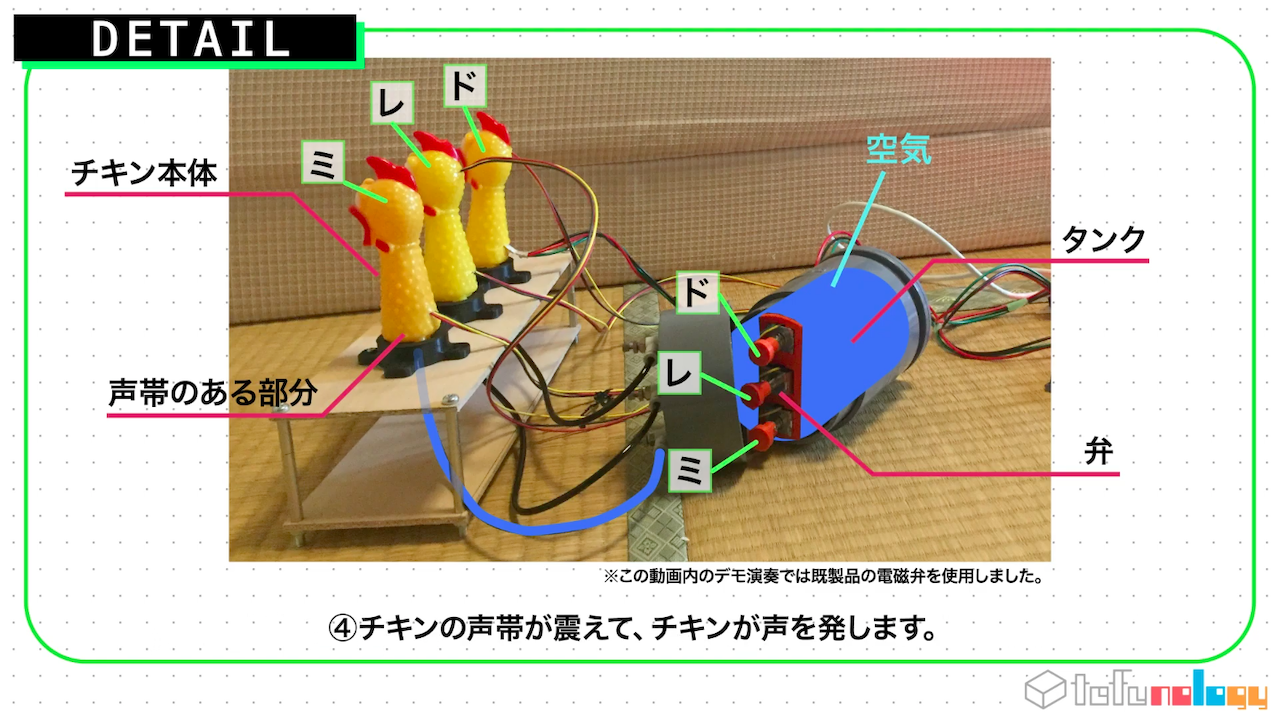 DETAIL
ド
レ
ミ
チキン本体
空気
タンク
ド
レ
声帯のある部分
弁
ミ
※この動画内のデモ演奏では既製品の電磁弁を使用しました。
④チキンの声帯が震えて、チキンが声を発します。
tofunology